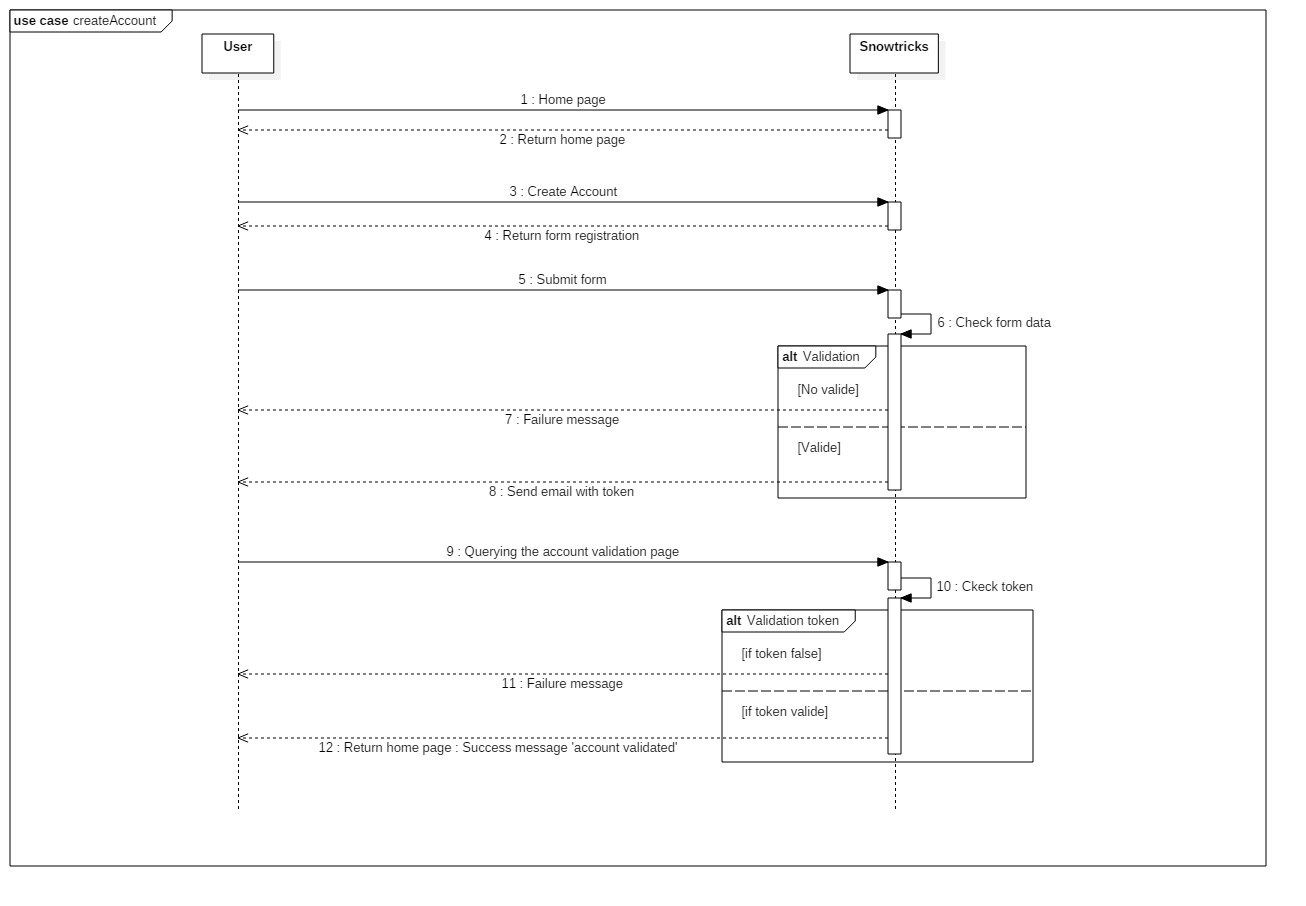 use case createAccount
User
Snowtricks
1 : Home page
2 : Return home page
3 : Create Account
4 : Return form registration
5 : Submit form
6 : Check form data
alt Validation
[No valide]
7 : Failure message
[Valide]
8 : Send email with token
9 : Querying the account validation page
10 : Ckeck token
alt Validation token
[if token false]
11 : Failure message
[if token valide]
12 : Return home page : Success message 'account validated'